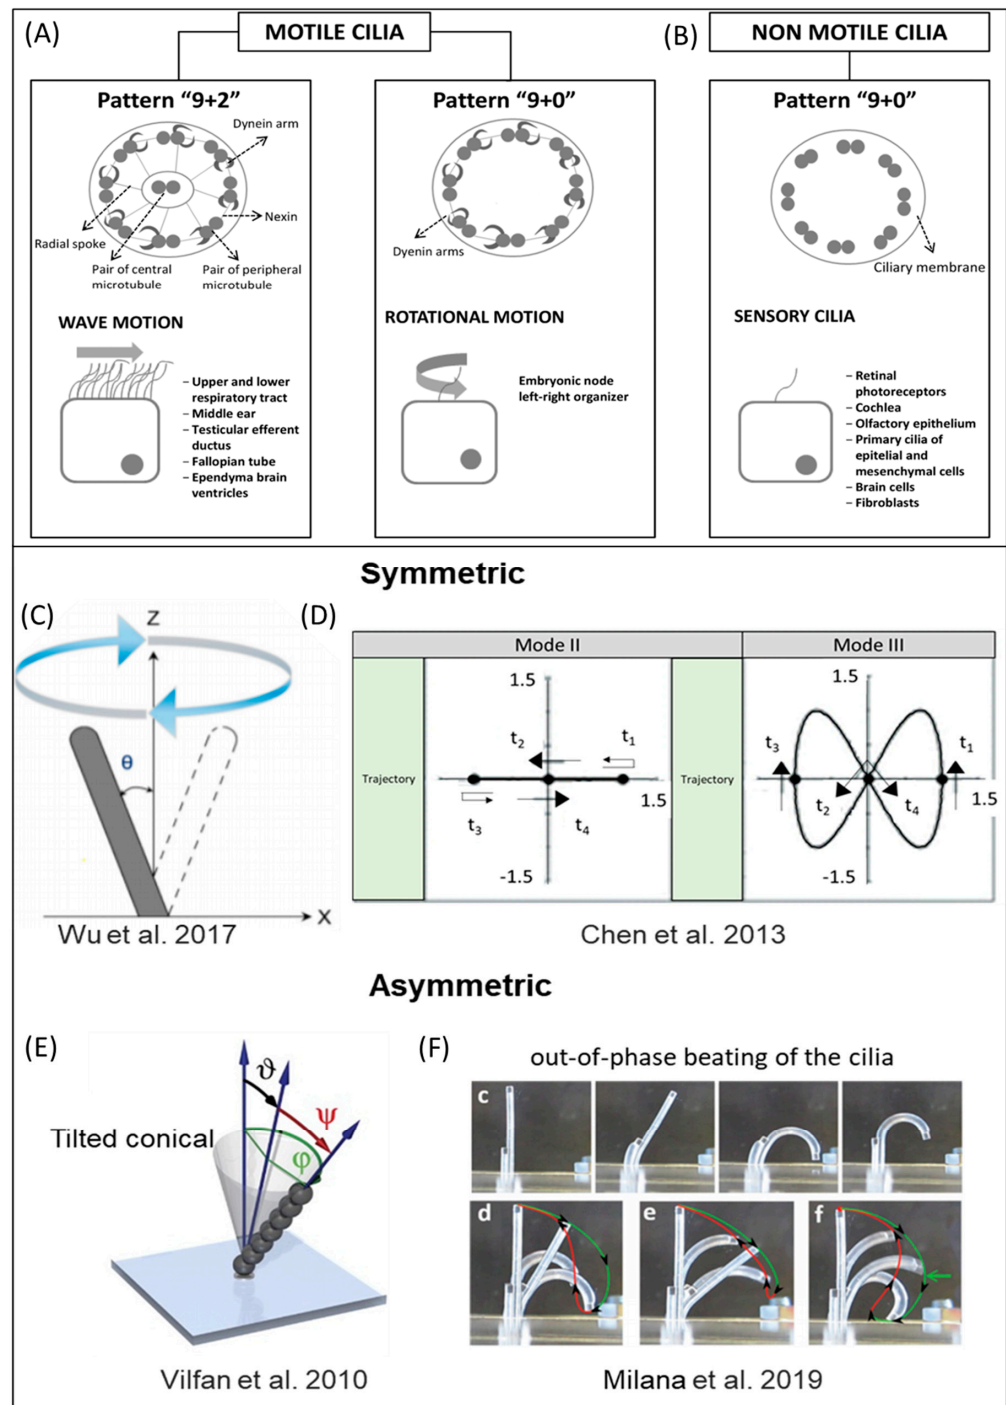 (A)
MOTILE CILIA
(B)
NON MOTILE CILIA
Pattern "9+2"
Dynein arm
Nexin
Radial spoke
Pair of central
microtubule
Pair of peripheral
microtubule
WAVE MOTION
– Upper and lower
respiratory tract
– Middle ear
– Testicular efferent
ductus
– Fallopian tube
– Ependyma brain
ventricles
Pattern "9+0"
Dyenin arms
ROTATIONAL MOTION
Embryonic node
left-right organizer
Pattern "9+0"
Ciliary membrane
SENSORY CILIA
– Retinal
photoreceptors
– Cochlea
– Olfactory epithelium
– Primary cilia of
epitelial and
mesenchymal cells
– Brain cells
– Fibroblasts
Symmetric
(C)
Z
θ
X
Wu et al. 2017
(D)
Mode II
Mode III
Trajectory
1.5
t2
t1
1.5
t3
t4
-1.5
Trajectory
1.5
t3
t1
1.5
t2
t4
-1.5
Chen et al. 2013
Asymmetric
(E)
ϑ
ψ
Tilted conical
φ
Vilfan et al. 2010
(F)
out-of-phase beating of the cilia
c
d
e
f
Milana et al. 2019